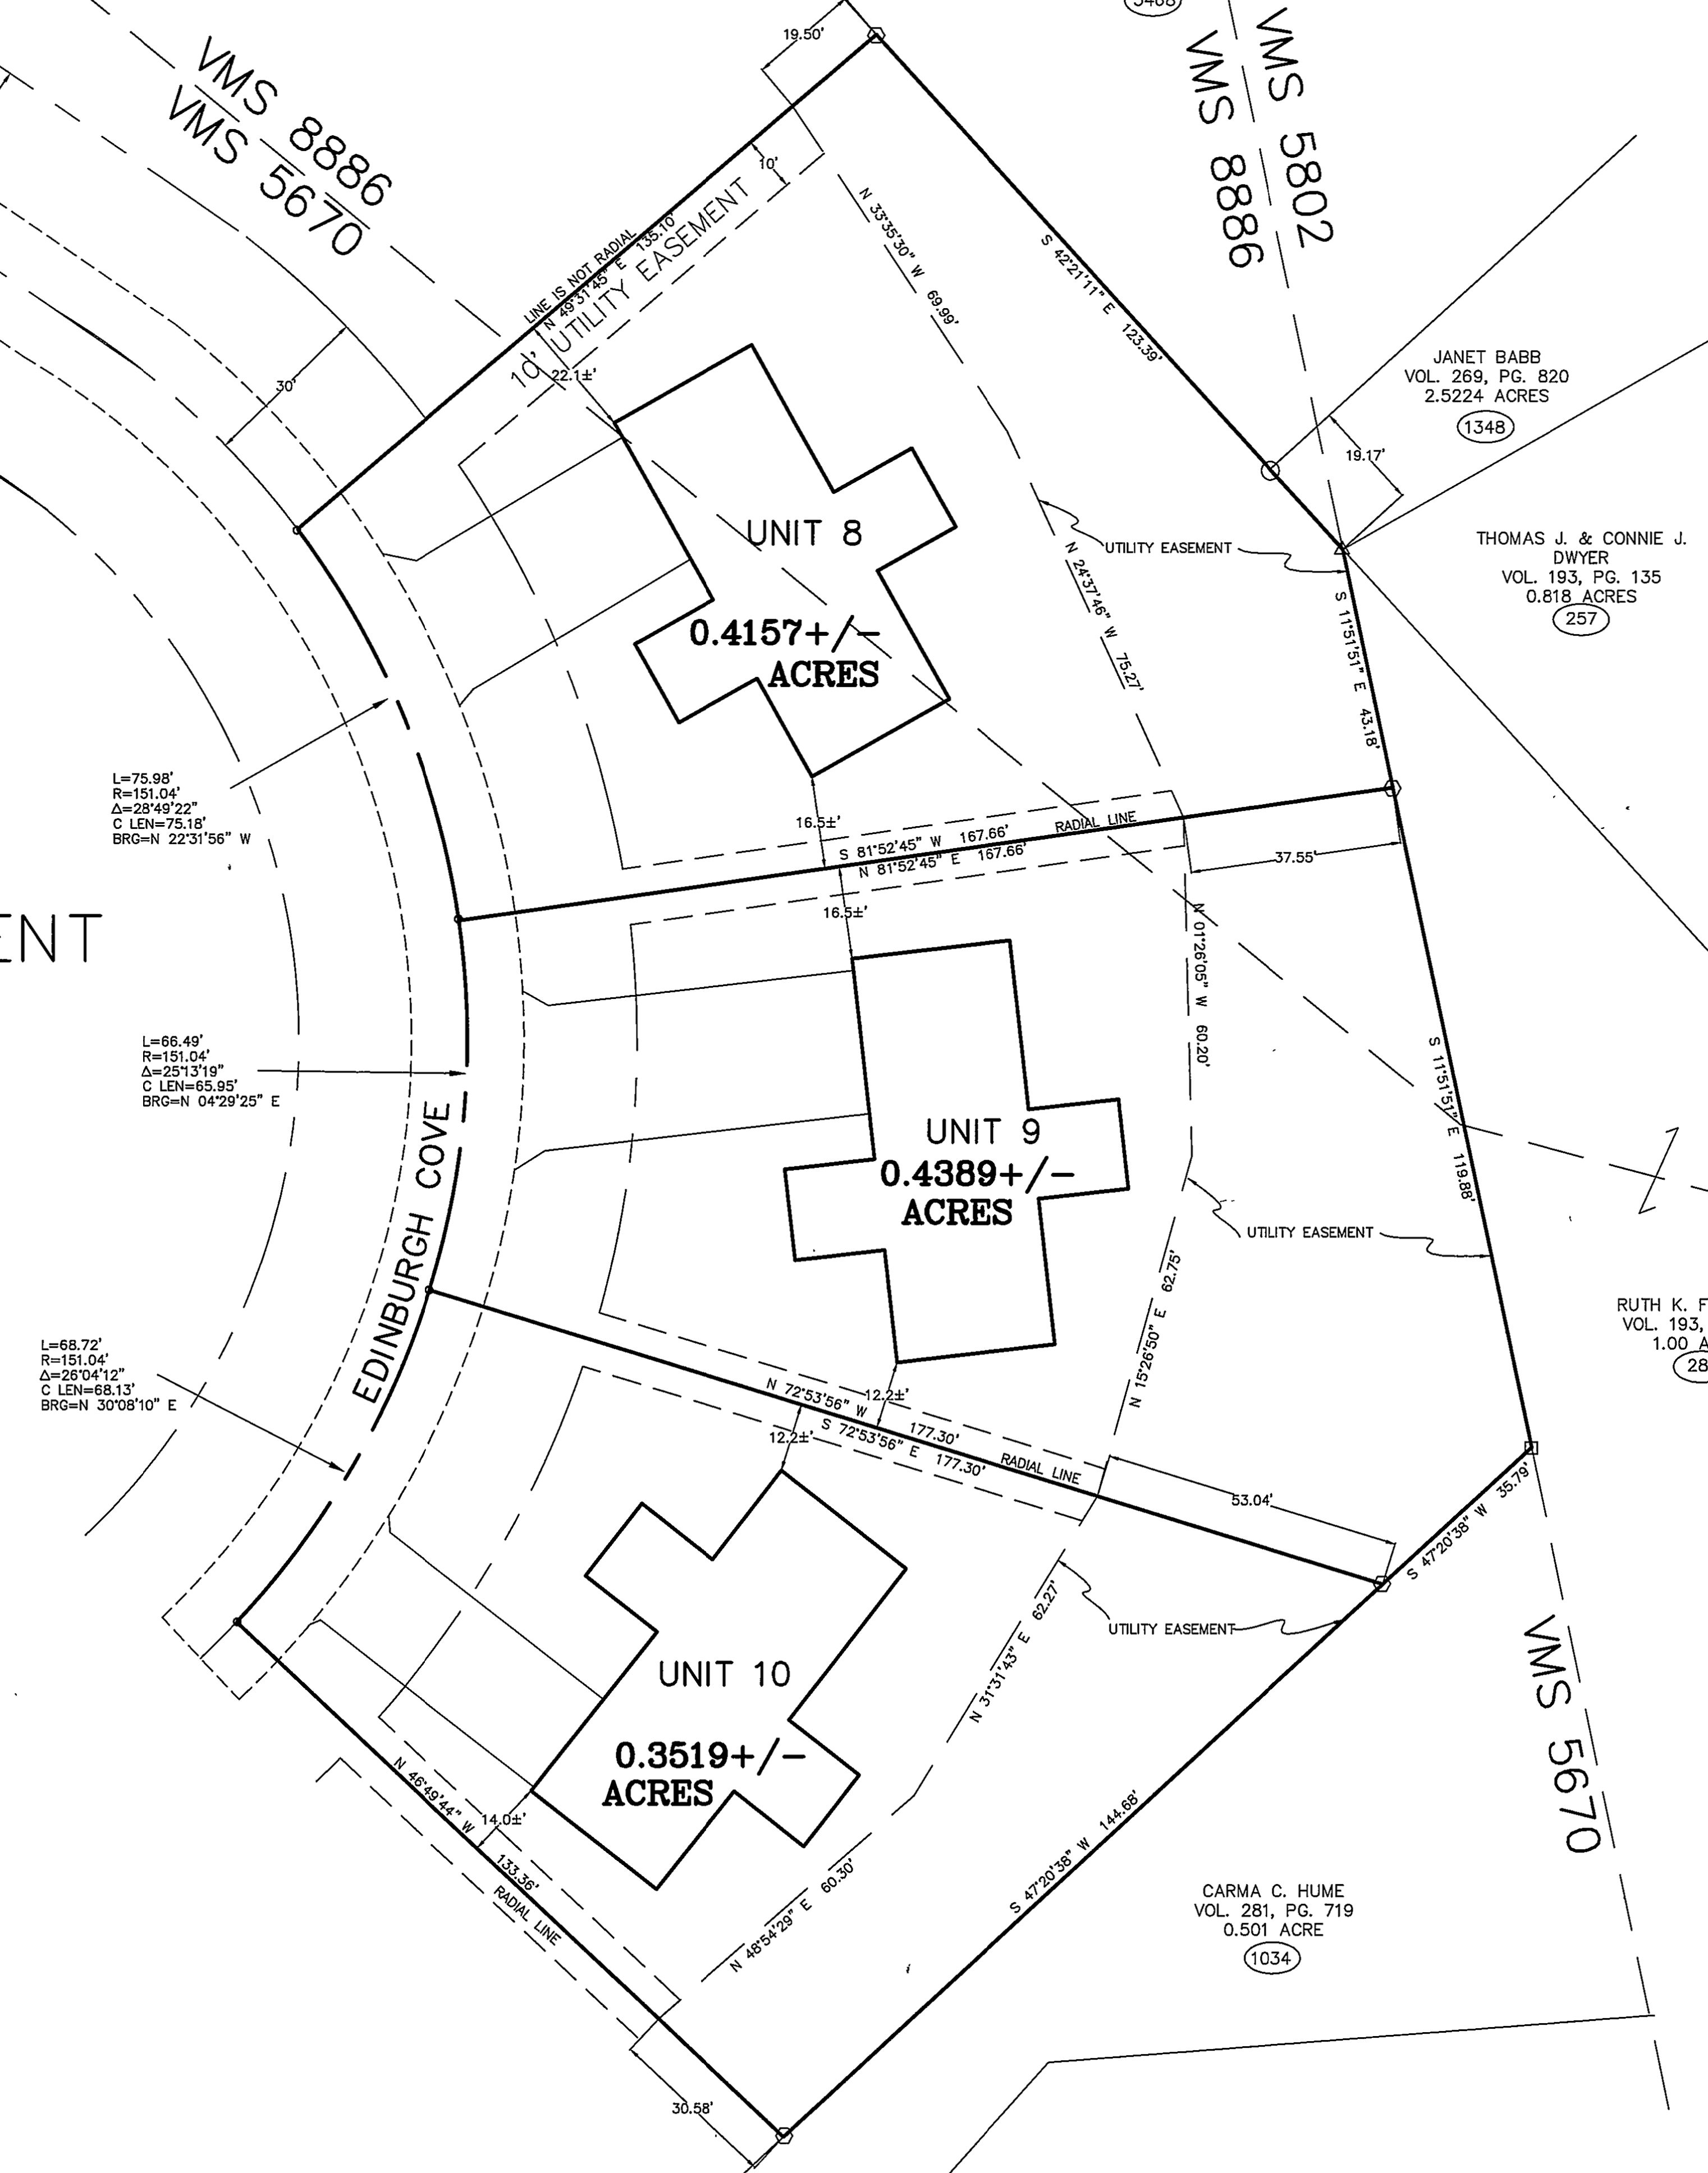 19.50'
VMS 5802
VMS 8886
VMS 8886
VMS 5670
10'
LINE IS NOT RADIAL
N 49°31'45" E 135.10'
10' UTILITY EASEMENT
N 33°35'30" W 69.99'
S 42°21'11" E 123.39'
30'
22.1±'
JANET BABB
VOL. 269, PG. 820
2.5224 ACRES
1348
19.17'
UNIT 8
0.4157+/-
ACRES
UTILITY EASEMENT
N 24°37'46" W 75.27'
THOMAS J. & CONNIE J.
DWYER
VOL. 193, PG. 135
0.818 ACRES
257
S 11°51'51" E 43.18'
L=75.98'
R=151.04'
Δ=28°49'22"
C LEN=75.18'
BRG=N 22°31'56" W
16.5±'
S 81°52'45" W 167.66'
RADIAL LINE
N 81°52'45" E 167.66'
37.55'
16.5±'
ENT
N 01°26'05" W 60.20'
L=66.49'
R=151.04'
Δ=25°13'19"
C LEN=65.95'
BRG=N 04°29'25" E
S 11°51'51" E 119.88'
UNIT 9
0.4389+/-
ACRES
EDINBURGH COVE
UTILITY EASEMENT
N 15°26'50" E 62.75'
RUTH K. F
VOL. 193,
1.00 A
28
L=68.72'
R=151.04'
Δ=26°04'12"
C LEN=68.13'
BRG=N 30°08'10" E
12.2±'
N 72°53'56" W 177.30'
12.2±'
S 72°53'56" E 177.30'
RADIAL LINE
53.04'
S 47°20'38" W 35.79'
UTILITY EASEMENT
N 31°31'43" E 62.27'
UNIT 10
0.3519+/-
ACRES
VMS 5670
N 46°49'44" W 133.36'
14.0±'
RADIAL LINE
N 48°54'29" E 60.30'
S 47°20'38" W 144.68'
CARMA C. HUME
VOL. 281, PG. 719
0.501 ACRE
1034
30.58'